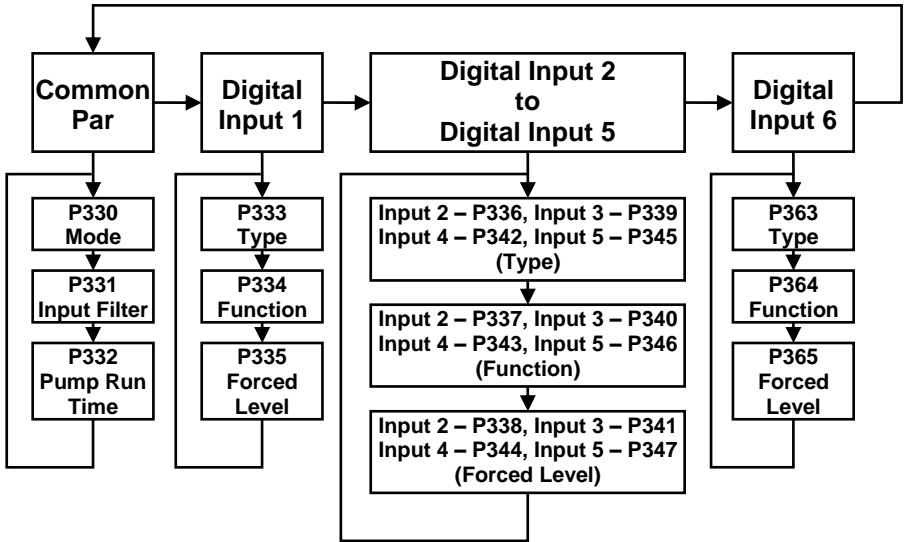 Common
Par
Digital
Input 1
Digital Input 2
to
Digital Input 5
Digital
Input 6
P330
Mode
P331
Input Filter
P332
Pump Run
Time
P333
Type
P334
Function
P335
Forced
Level
Input 2 – P336, Input 3 – P339
Input 4 – P342, Input 5 – P345
(Type)
Input 2 – P337, Input 3 – P340
Input 4 – P343, Input 5 – P346
(Function)
Input 2 – P338, Input 3 – P341
Input 4 – P344, Input 5 – P347
(Forced Level)
P363
Type
P364
Function
P365
Forced
Level